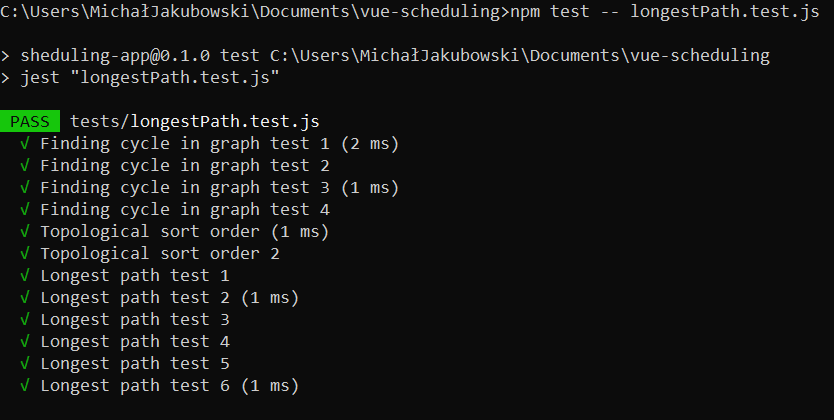 C:\Users\MichałJakubowski\Documents\vue-scheduling>npm test -- longestPath.test.js
> sheduling-app@0.1.0 test C:\Users\MichałJakubowski\Documents\vue-scheduling
> jest "longestPath.test.js"
PASS tests/longestPath.test.js
√ Finding cycle in graph test 1 (2 ms)
√ Finding cycle in graph test 2
√ Finding cycle in graph test 3 (1 ms)
√ Finding cycle in graph test 4
√ Topological sort order (1 ms)
√ Topological sort order 2
√ Longest path test 1
√ Longest path test 2 (1 ms)
√ Longest path test 3
√ Longest path test 4
√ Longest path test 5
√ Longest path test 6 (1 ms)